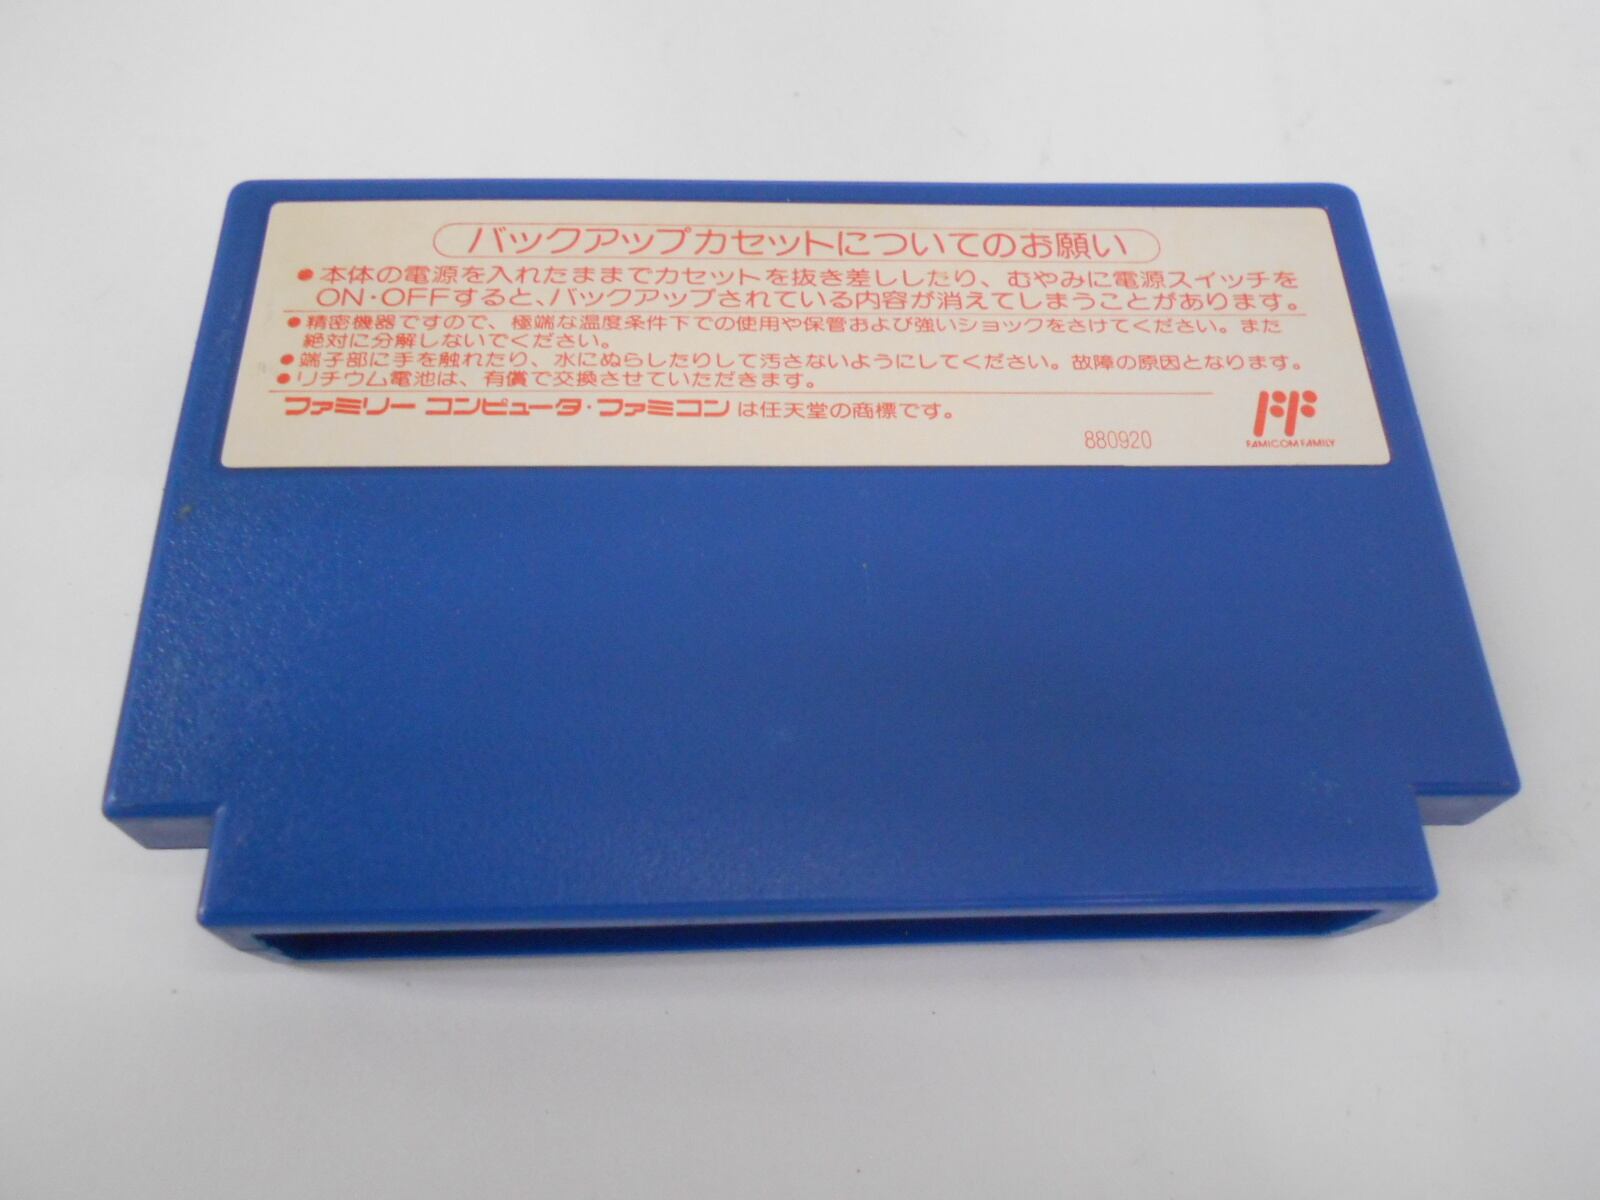 バックアップカセットについてのお願い
●本体の電源を入れたままでカセットを抜き差ししたり、むやみに電源スイッチを
ON・OFFすると、バックアップされている内容が消えてしまうことがあります。
●精密機器ですので、極端な温度条件下での使用や保管および強いショックをさけてください。また
絶対に分解しないでください。
●端子部に手を触れたり、水にぬらしたりして汚さないようにしてください。故障の原因となります。
●リチウム電池は、有償で交換させていただきます。
ファミリーコンピュータ・ファミコンは任天堂の商標です。
880920
FF
FAMICOM FAMILY